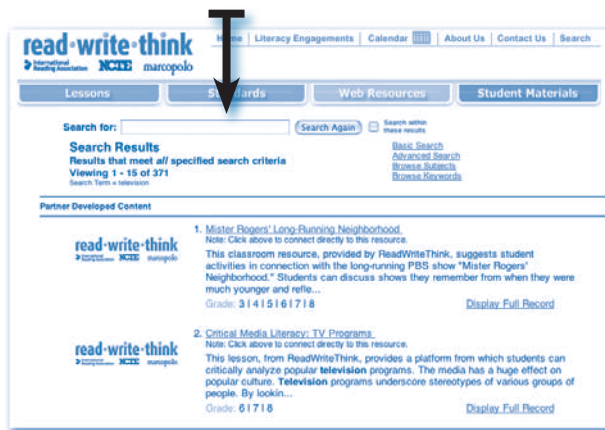 Home | Literacy Engagements | Calendar | About Us | Contact Us | Search
read·write·think
International Reading Association NCTE marcopolo
Lessons Standards Web Resources Student Materials
Search for: Search Again Search within these results
Search Results
Results that meet all specified search criteria
Viewing 1 - 15 of 371
Search Term = television
Basic Search
Advanced Search
Browse Subjects
Browse Keywords
Partner Developed Content
read·write·think
NCTE marcopolo
1. Mister Rogers' Long-Running Neighborhood
Note: Click above to connect directly to this resource.
This classroom resource, provided by ReadWriteThink, suggests student
activities in connection with the long-running PBS show "Mister Rogers'
Neighborhood." Students can discuss shows they remember from when they were
much younger and refle...
Grade: 3 | 4 | 5 | 6 | 7 | 8 Display Full Record
read·write·think
NCTE marcopolo
2. Critical Media Literacy: TV Programs
Note: Click above to connect directly to this resource.
This lesson, from ReadWriteThink, provides a platform from which students can
critically analyze popular television programs. The media has a huge effect on
popular culture. Television programs underscore stereotypes of various groups of
people. By lookin...
Grade: 6 | 7 | 8 Display Full Record